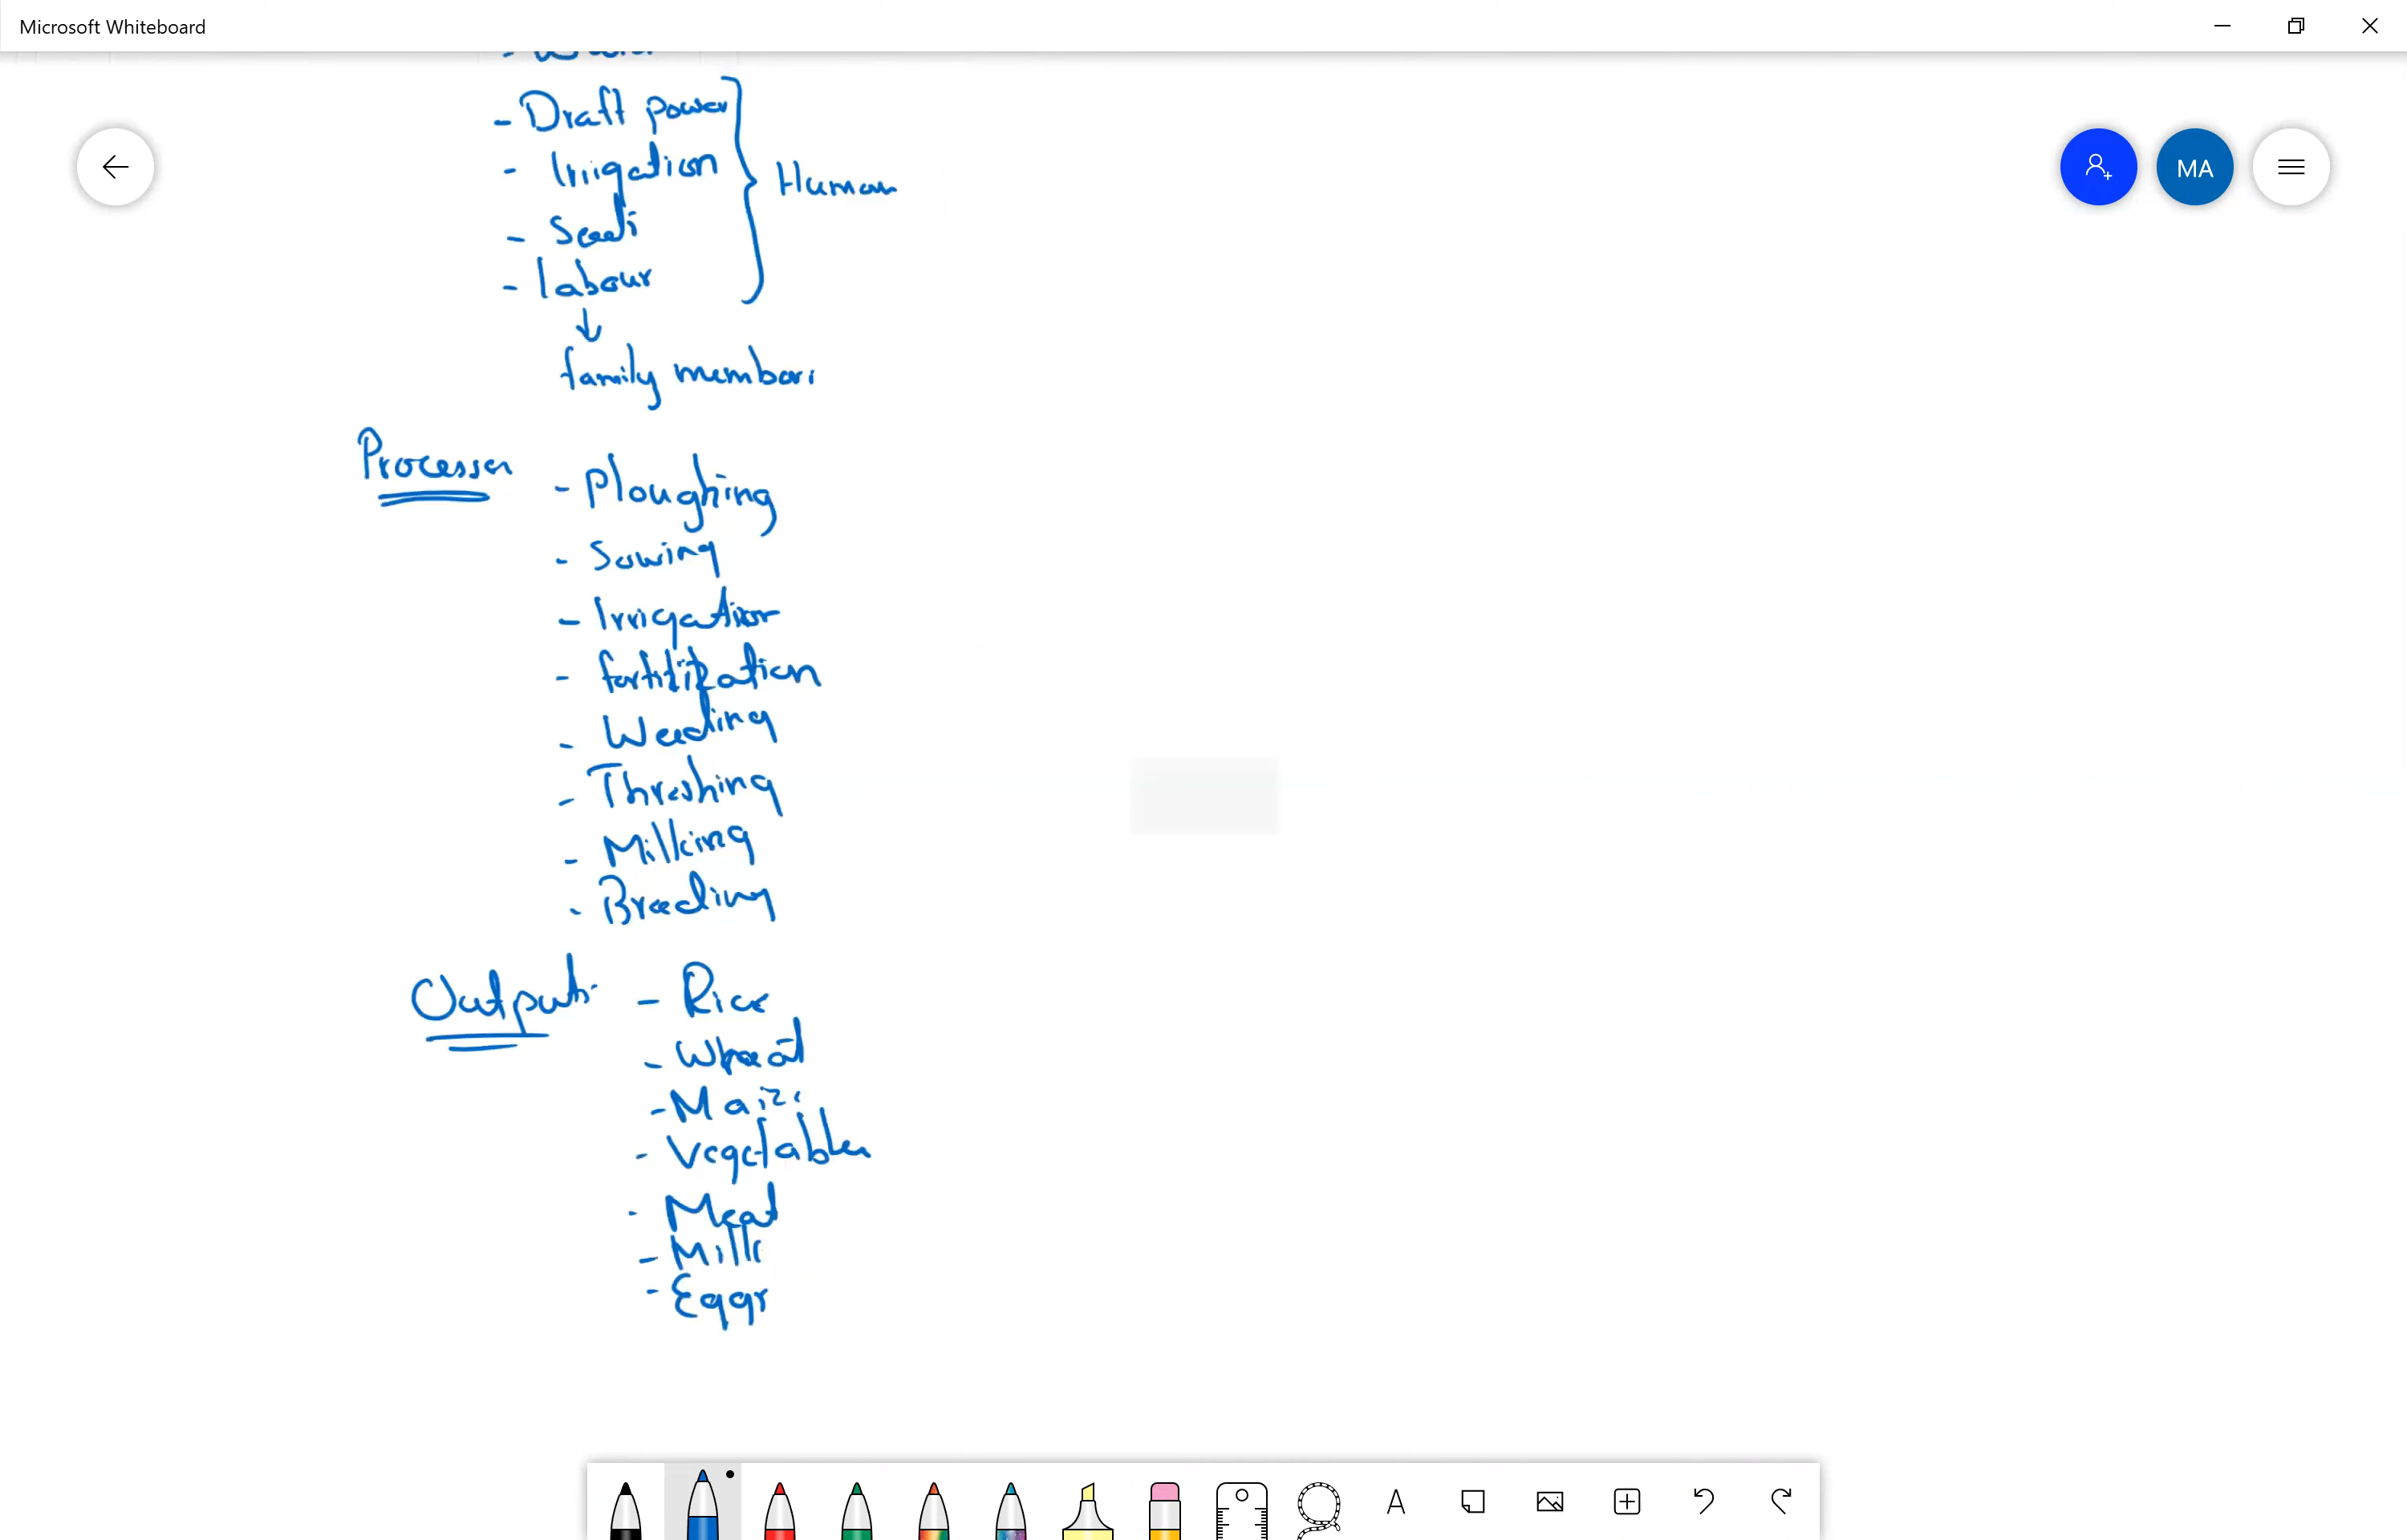 Microsoft Whiteboard
MA
- Draft power
- Irrigation
- Seeds
- labour
Human
↓
family members
Processes
- Ploughing
- Sowing
- Irrigation
- fertilization
- Weeding
- Threshing
- Milking
- Breeding
Outputs
- Rice
- Wheat
- Maize
- Vegetables
- Meat
- Milk
- Eggs